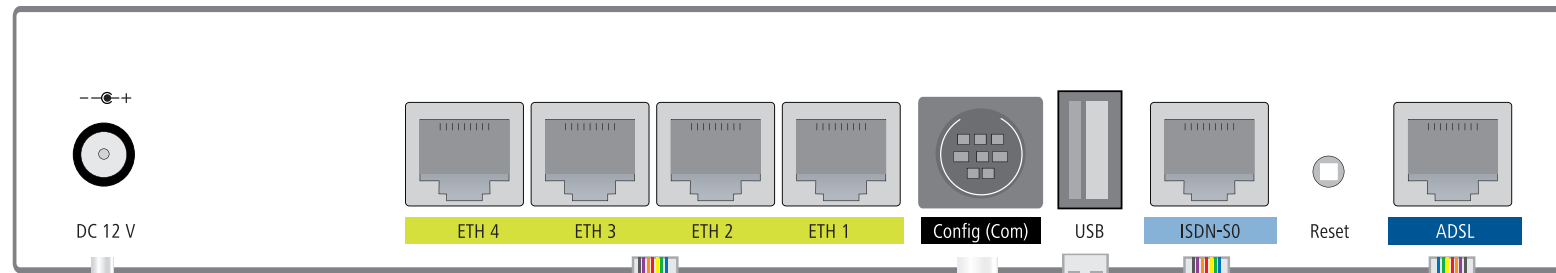 DC 12 V
ETH 4
ETH 3
ETH 2
ETH 1
Config (Com)
USB
ISDN-S0
Reset
ADSL